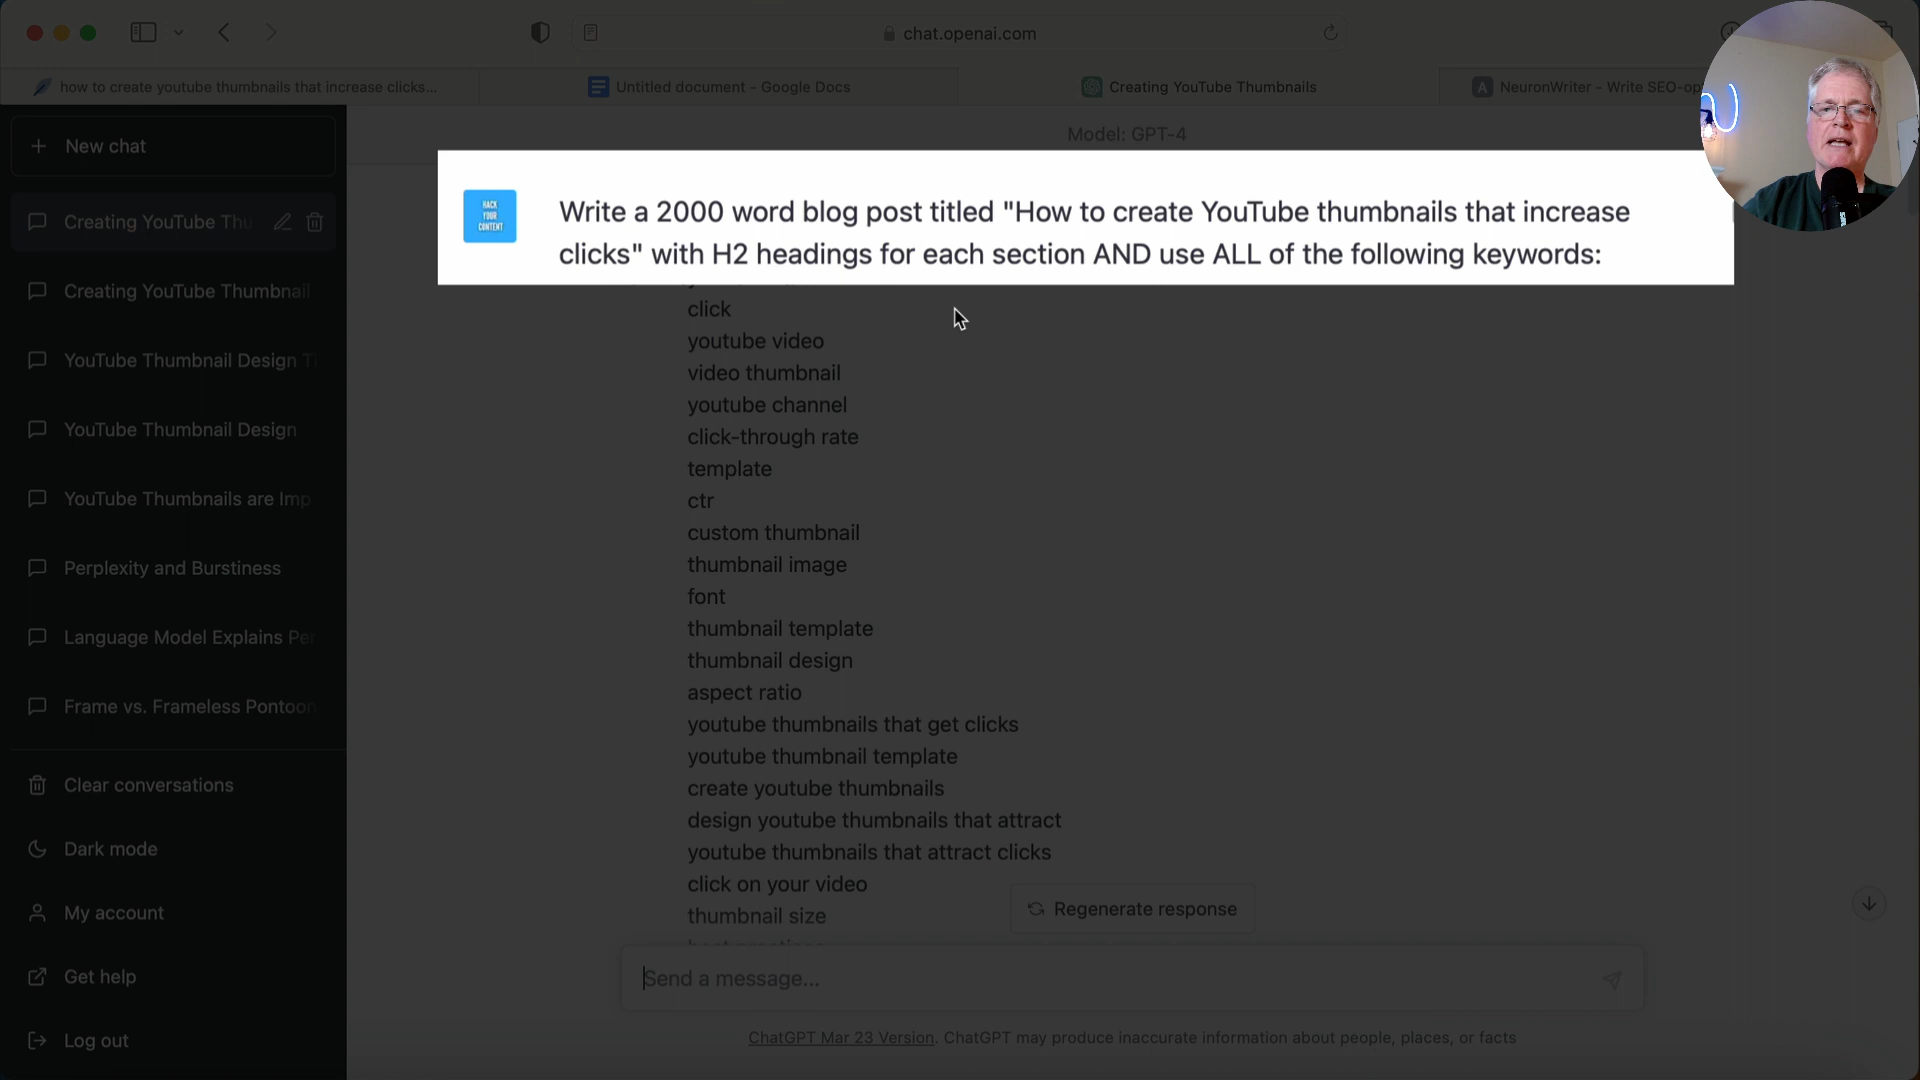 chat.openai.com
how to create youtube thumbnails that increase clicks...
Untitled document - Google Docs
Creating YouTube Thumbnails
NeuronWriter - Write SEO-op
New chat
Model: GPT-4
HACK
YOUR
CONTENT
Write a 2000 word blog post titled "How to create YouTube thumbnails that increase
clicks" with H2 headings for each section AND use ALL of the following keywords:
Creating YouTube Thu
Creating YouTube Thumbnail
YouTube Thumbnail Design T
YouTube Thumbnail Design
YouTube Thumbnails are Imp
Perplexity and Burstiness
Language Model Explains Per
Frame vs. Frameless Pontoon
Clear conversations
Dark mode
My account
Get help
Log out
click
youtube video
video thumbnail
youtube channel
click-through rate
template
ctr
custom thumbnail
thumbnail image
font
thumbnail template
thumbnail design
aspect ratio
youtube thumbnails that get clicks
youtube thumbnail template
create youtube thumbnails
design youtube thumbnails that attract
youtube thumbnails that attract clicks
click on your video
thumbnail size
Regenerate response
Send a message...
ChatGPT Mar 23 Version. ChatGPT may produce inaccurate information about people, places, or facts